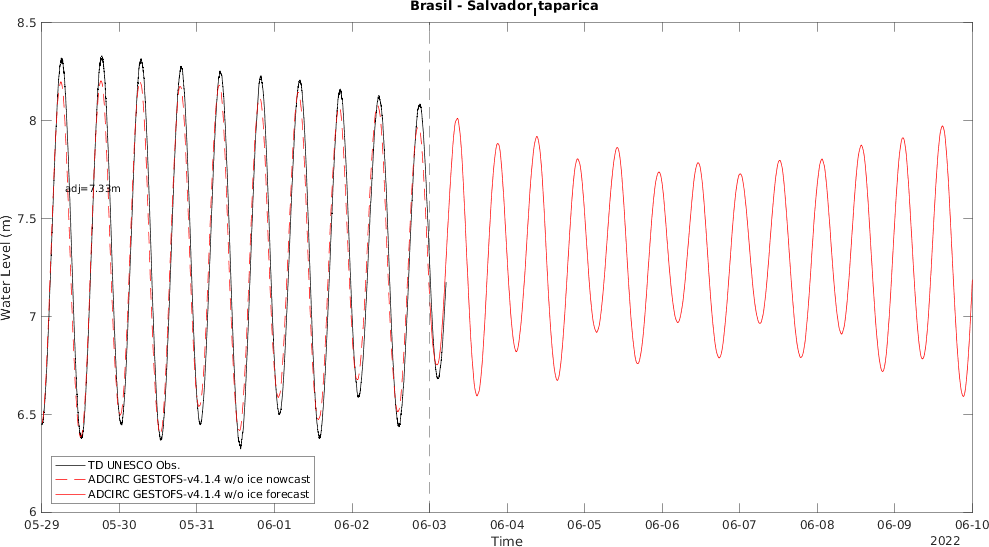 Brasil - Salvador_Itaparica
8.5
8
7.5
7
6.5
6
Water Level (m)
adj=7.33m
TD UNESCO Obs.
ADCIRC GESTOFS-v4.1.4 w/o ice nowcast
ADCIRC GESTOFS-v4.1.4 w/o ice forecast
05-29 05-30 05-31 06-01 06-02 06-03 06-04 06-05 06-06 06-07 06-08 06-09 06-10
Time
2022